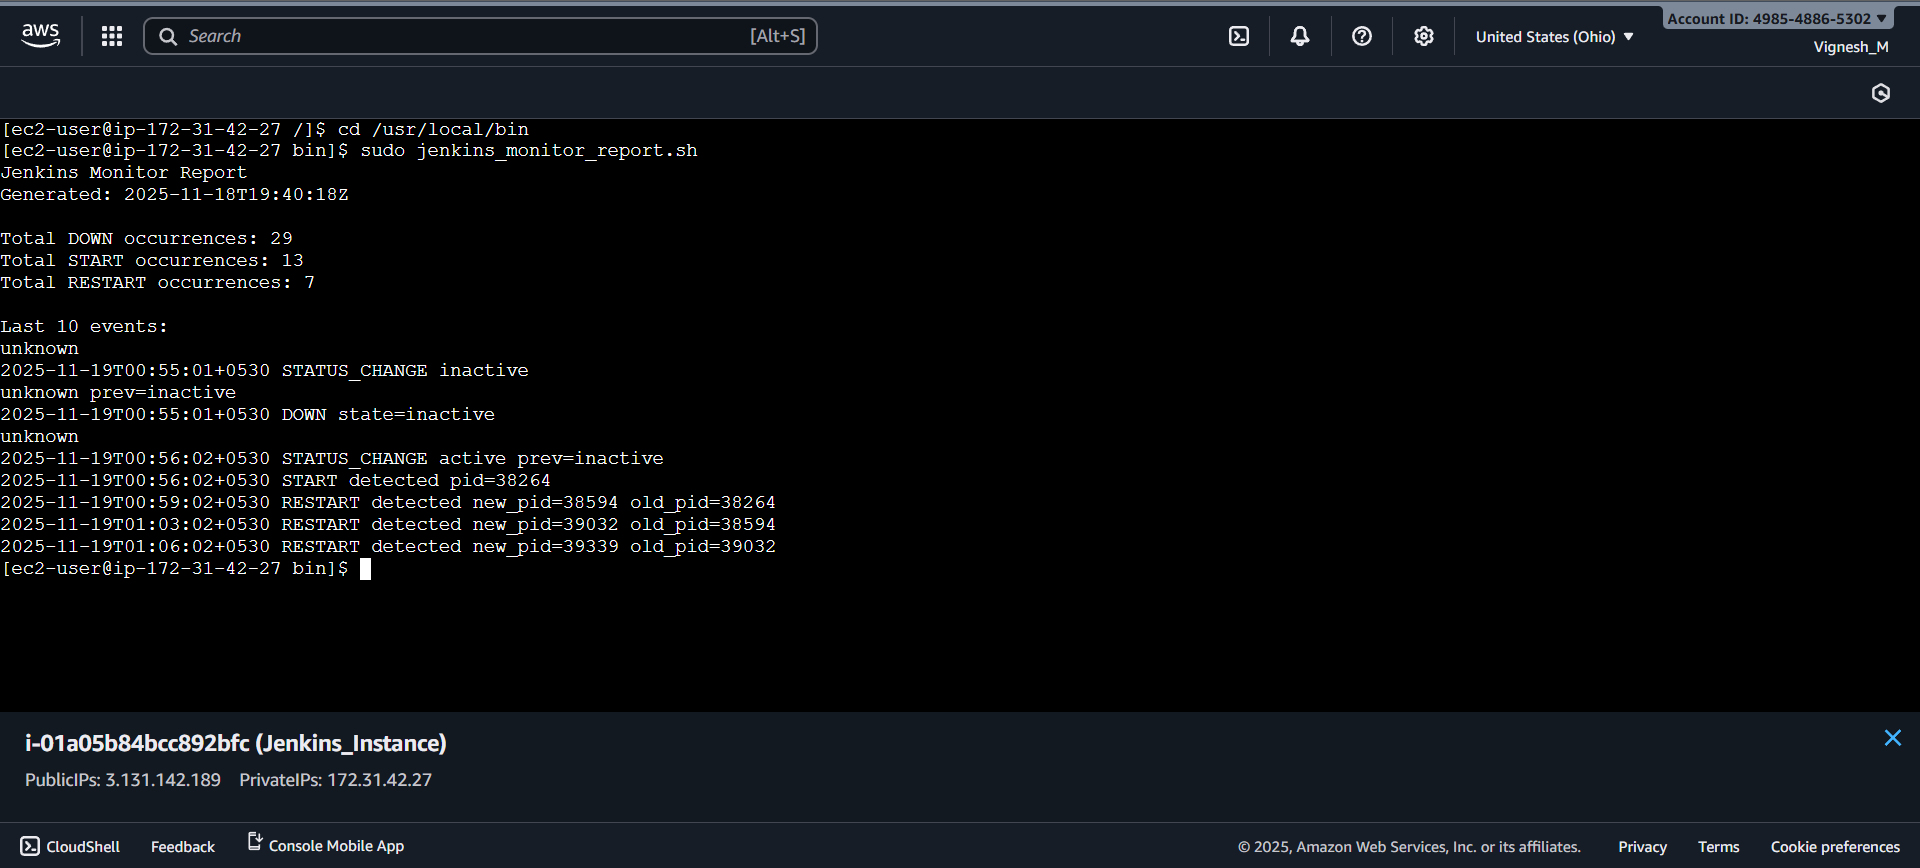 aws
Search [Alt+S]
United States (Ohio)
Account ID: 4985-4886-5302
Vignesh_M
[ec2-user@ip-172-31-42-27 /]$ cd /usr/local/bin
[ec2-user@ip-172-31-42-27 bin]$ sudo jenkins_monitor_report.sh
Jenkins Monitor Report
Generated: 2025-11-18T19:40:18Z
Total DOWN occurrences: 29
Total START occurrences: 13
Total RESTART occurrences: 7
Last 10 events:
unknown
2025-11-19T00:55:01+0530 STATUS_CHANGE inactive
unknown prev=inactive
2025-11-19T00:55:01+0530 DOWN state=inactive
unknown
2025-11-19T00:56:02+0530 STATUS_CHANGE active prev=inactive
2025-11-19T00:56:02+0530 START detected pid=38264
2025-11-19T00:59:02+0530 RESTART detected new_pid=38594 old_pid=38264
2025-11-19T01:03:02+0530 RESTART detected new_pid=39032 old_pid=38594
2025-11-19T01:06:02+0530 RESTART detected new_pid=39339 old_pid=39032
[ec2-user@ip-172-31-42-27 bin]$
i-01a05b84bcc892bfc (Jenkins_Instance)
PublicIPs: 3.131.142.189 PrivateIPs: 172.31.42.27
CloudShell Feedback Console Mobile App © 2025, Amazon Web Services, Inc. or its affiliates. Privacy Terms Cookie preferences